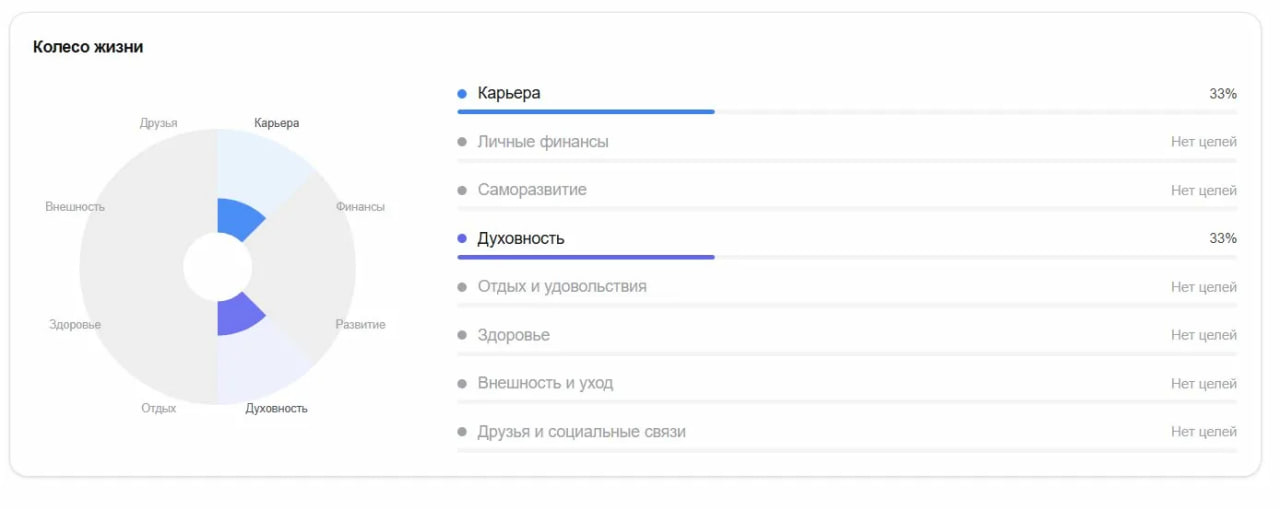 Колесо жизни
Друзья
Карьера
Внешность
Финансы
Здоровье
Развитие
Отдых
Духовность
Карьера 33%
Личные финансы Нет целей
Саморазвитие Нет целей
Духовность 33%
Отдых и удовольствия Нет целей
Здоровье Нет целей
Внешность и уход Нет целей
Друзья и социальные связи Нет целей